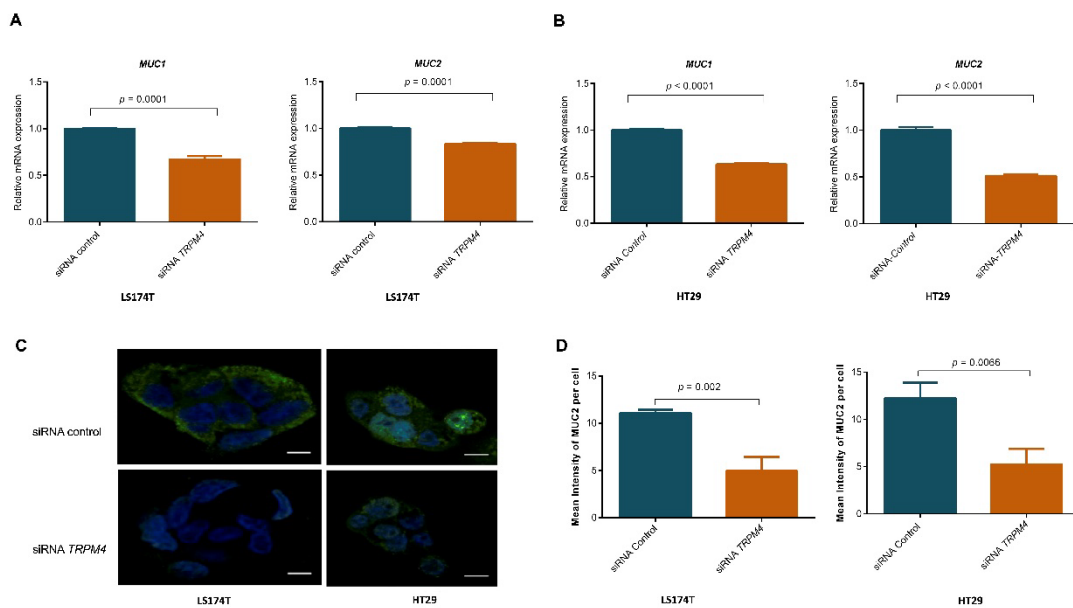 A
B
MUC1
MUC2
MUC1
MUC2
1.5
1.0
0.5
0.0
Relative mRNA exporossion
p = 0.0001
siRNA control
siRNA TRPM4
LS174T
1.5
1.0
0.5
0.0
Relative mRNA expression
p = 0.0001
siRNA control
siRNA TRPM4
LS174T
1.5
1.0
0.5
0.0
Relative mRNA expression
p < 0.0001
siRNA Control
siRNA TRPM4
HT29
1.5
1.0
0.5
0.0
Relative mRNA expression
p < 0.0001
siRNA-Control
siRNA-TRPM4
HT29
C
siRNA control
siRNA TRPM4
LS174T
HT29
D
15
10
5
0
Mean Intensity of MUC2 per cell
p = 0.002
siRNA Control
siRNA TRPM4
LS174T
15
10
5
0
Mean Intensity of MUC2 per cell
p = 0.0066
siRNA Control
siRNA TRPM4
HT29